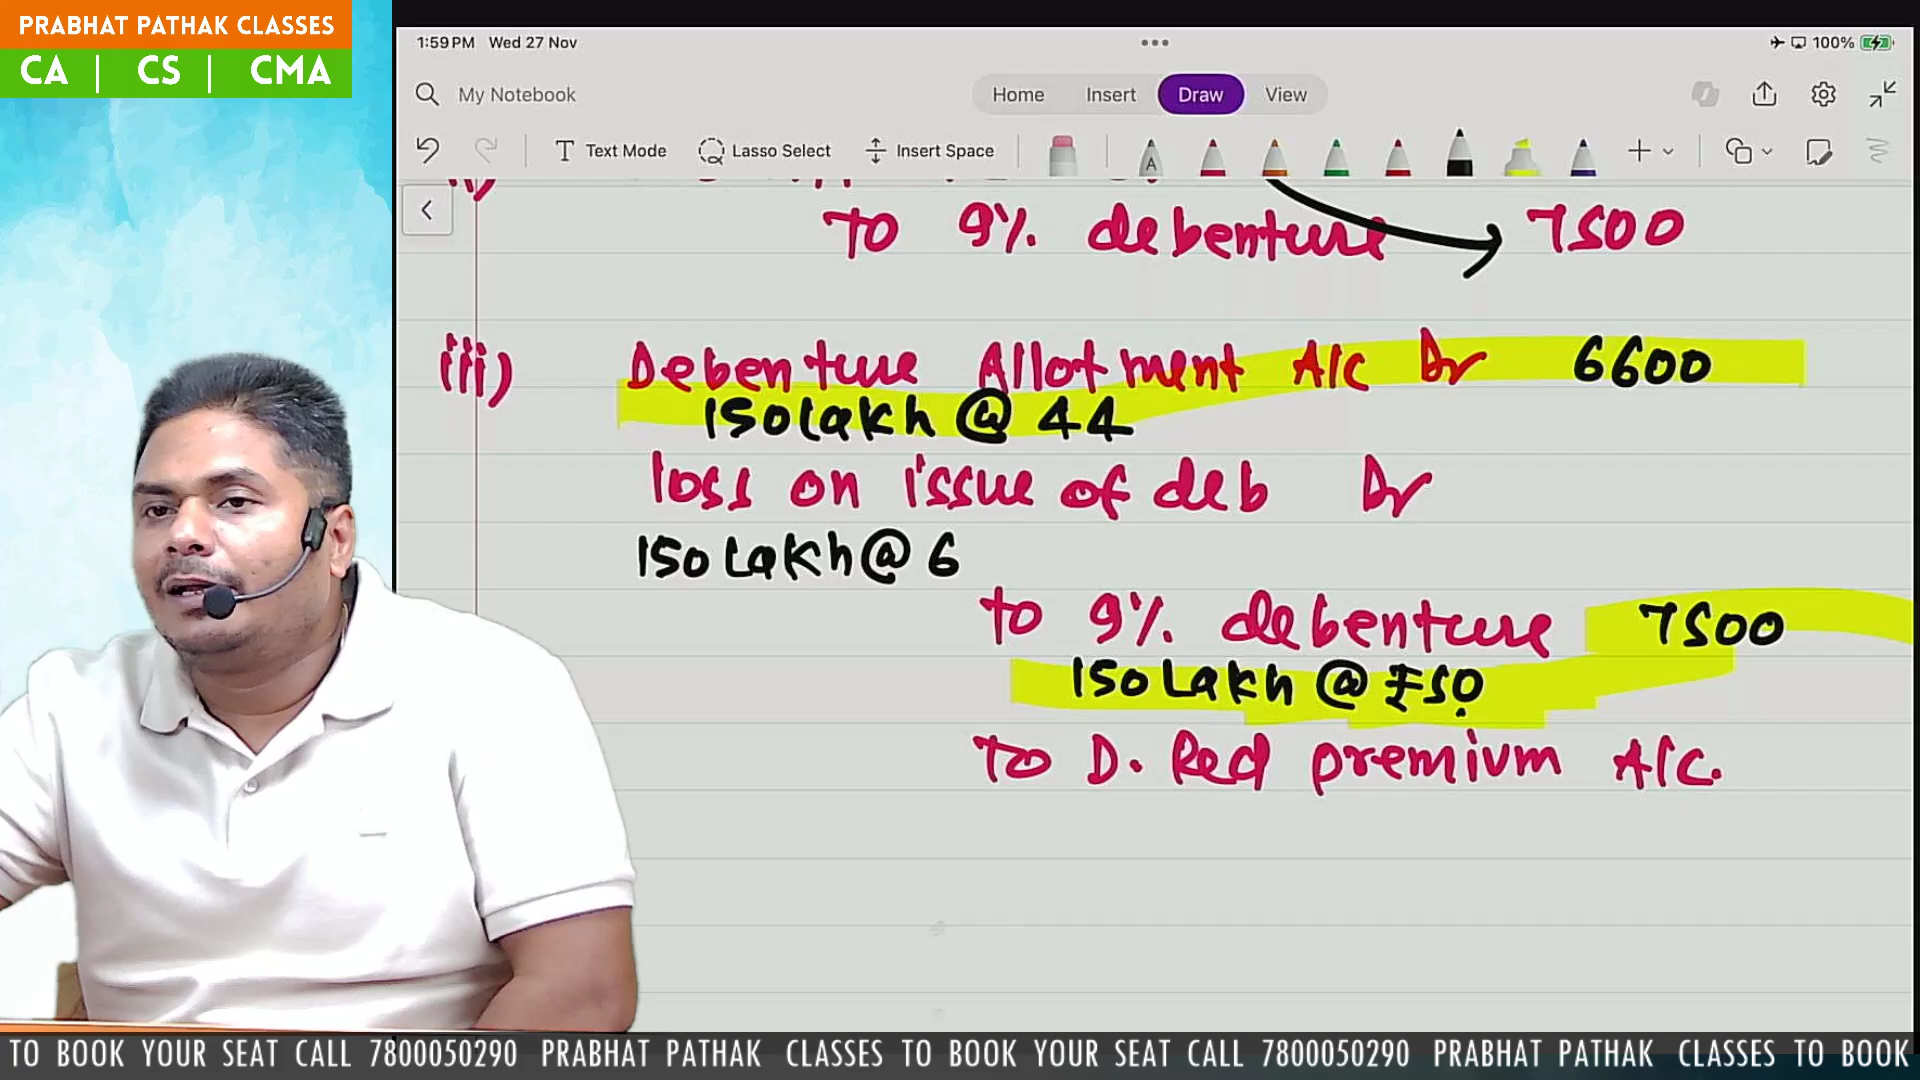 PRABHAT PATHAK CLASSES
CA | CS | CMA
1:59 PM Wed 27 Nov
100%
My Notebook
Home Insert Draw View
Text Mode Lasso Select Insert Space
A
To 9% debenture 7500
iii) Debenture Allotment A/c Dr 6600
150 lakh @ 44
loss on issue of deb Dr
150 Lakh @ 6
To 9% debenture 7500
150 Lakh @ ₹50
To D. Red premium A/c.
TO BOOK YOUR SEAT CALL 7800050290 PRABHAT PATHAK CLASSES TO BOOK YOUR SEAT CALL 7800050290 PRABHAT PATHAK CLASSES TO BOOK